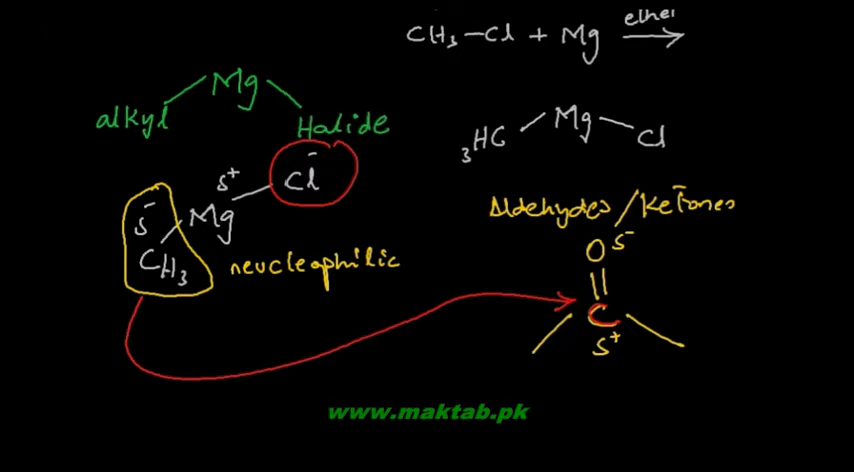 CH₃—Cl + Mg ether
Mg
alkyl Halide
₃HC Mg Cl
δ⁺ Cl⁻
δ⁻ Mg
CH₃
neucleophilic
Aldehydes/Ketones
O δ⁻
C
δ⁺
www.maktab.pk